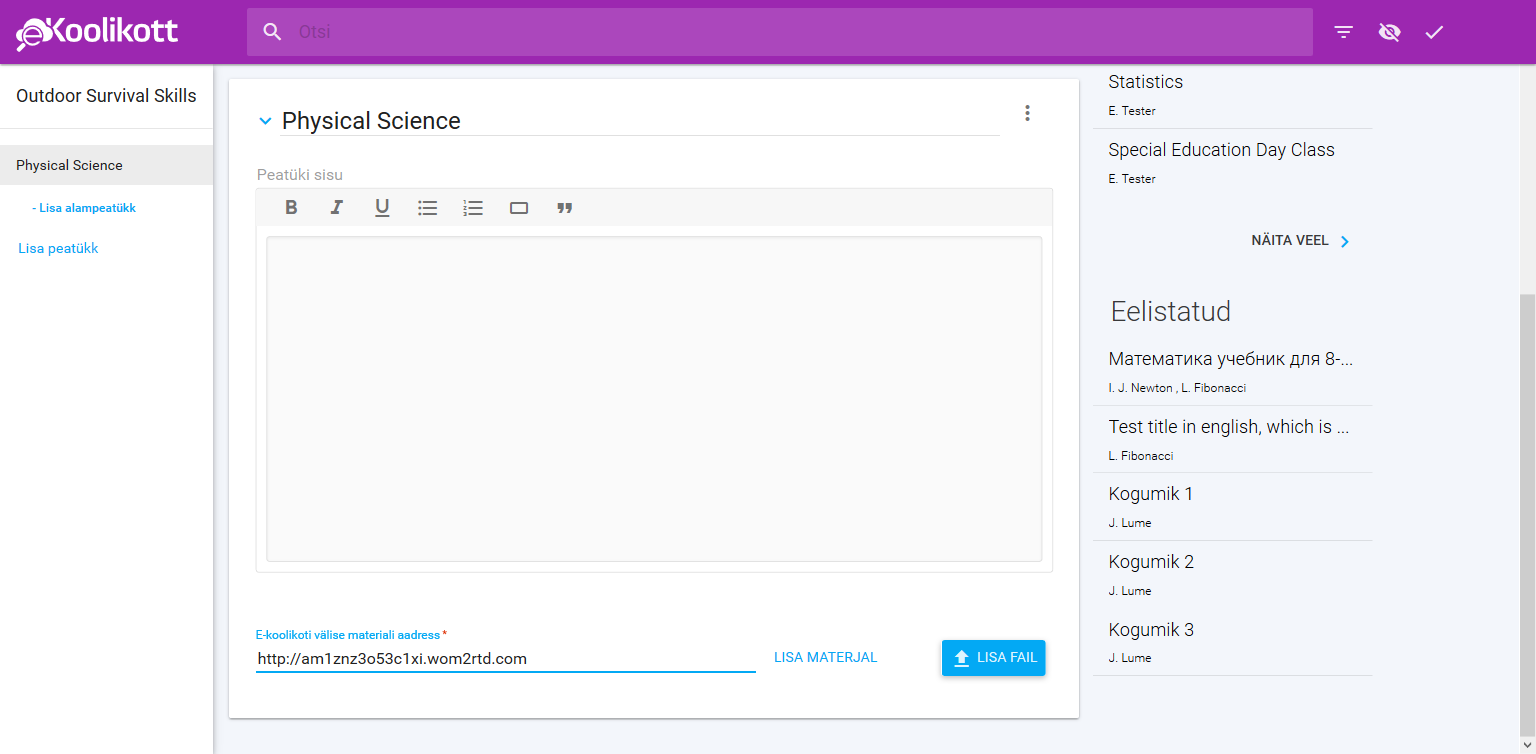 eKoolikott
Otsi
Outdoor Survival Skills
Physical Science
- Lisa alampeatükk
Lisa peatükk
Physical Science
Peatüki sisu
B I U
E-koolikoti välise materiali aadress *
http://am1znz3o53c1xi.wom2rtd.com
LISA MATERJAL
LISA FAIL
Statistics
E. Tester
Special Education Day Class
E. Tester
NÄITA VEEL
Eelistatud
Математика учебник для 8-...
I. J. Newton , L. Fibonacci
Test title in english, which is ...
L. Fibonacci
Kogumik 1
J. Lume
Kogumik 2
J. Lume
Kogumik 3
J. Lume